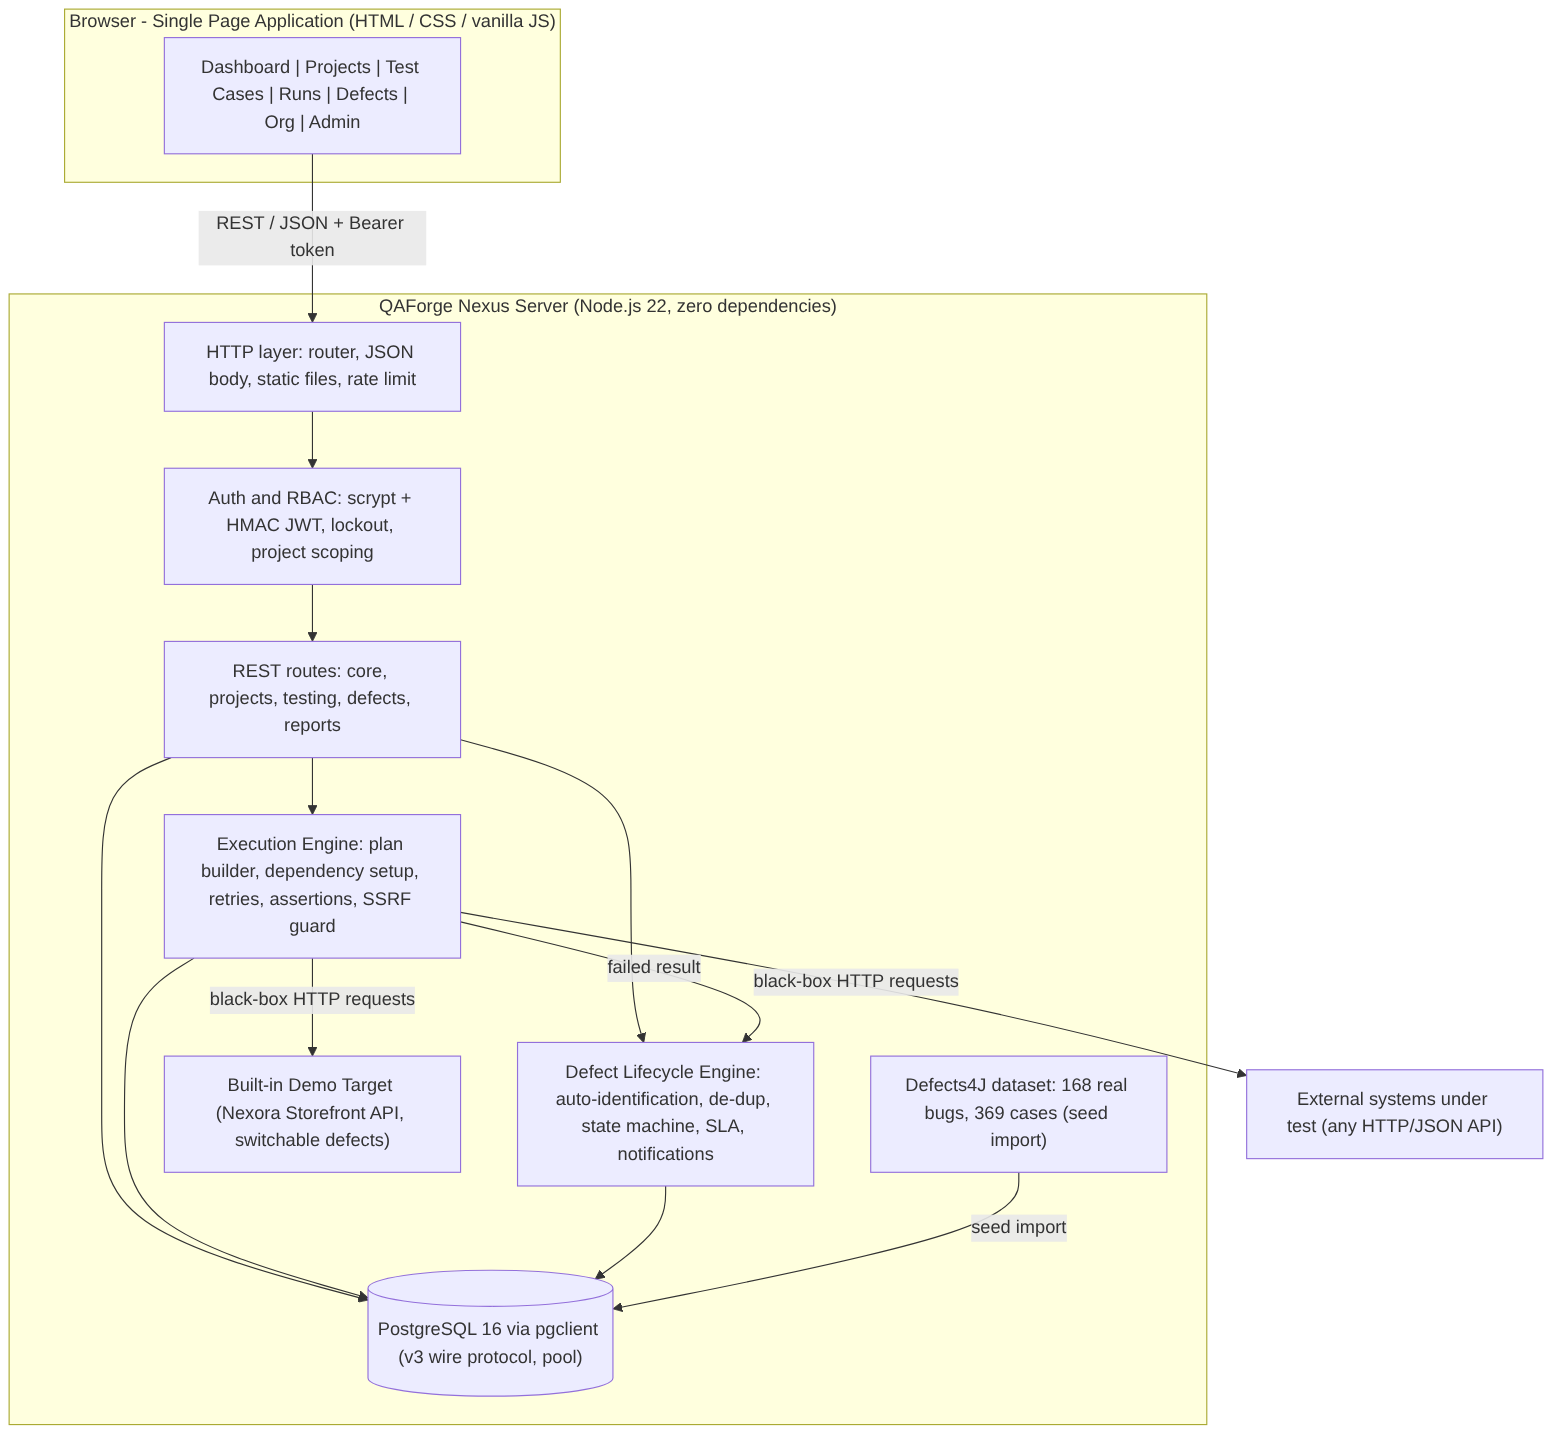 Browser - Single Page Application (HTML / CSS / vanilla JS)
Dashboard | Projects | Test
Cases | Runs | Defects |
Org | Admin
REST / JSON + Bearer
token
QAForge Nexus Server (Node.js 22, zero dependencies)
HTTP layer: router, JSON
body, static files, rate limit
Auth and RBAC: scrypt +
HMAC JWT, lockout,
project scoping
REST routes: core,
projects, testing, defects,
reports
Execution Engine: plan
builder, dependency setup,
retries, assertions, SSRF
guard
failed result
black-box HTTP requests
black-box HTTP requests
Built-in Demo Target
(Nexora Storefront API,
switchable defects)
Defect Lifecycle Engine:
auto-identification, de-dup,
state machine, SLA,
notifications
Defects4J dataset: 168 real
bugs, 369 cases (seed
import)
External systems under
test (any HTTP/JSON API)
seed import
PostgreSQL 16 via pgclient
(v3 wire protocol, pool)